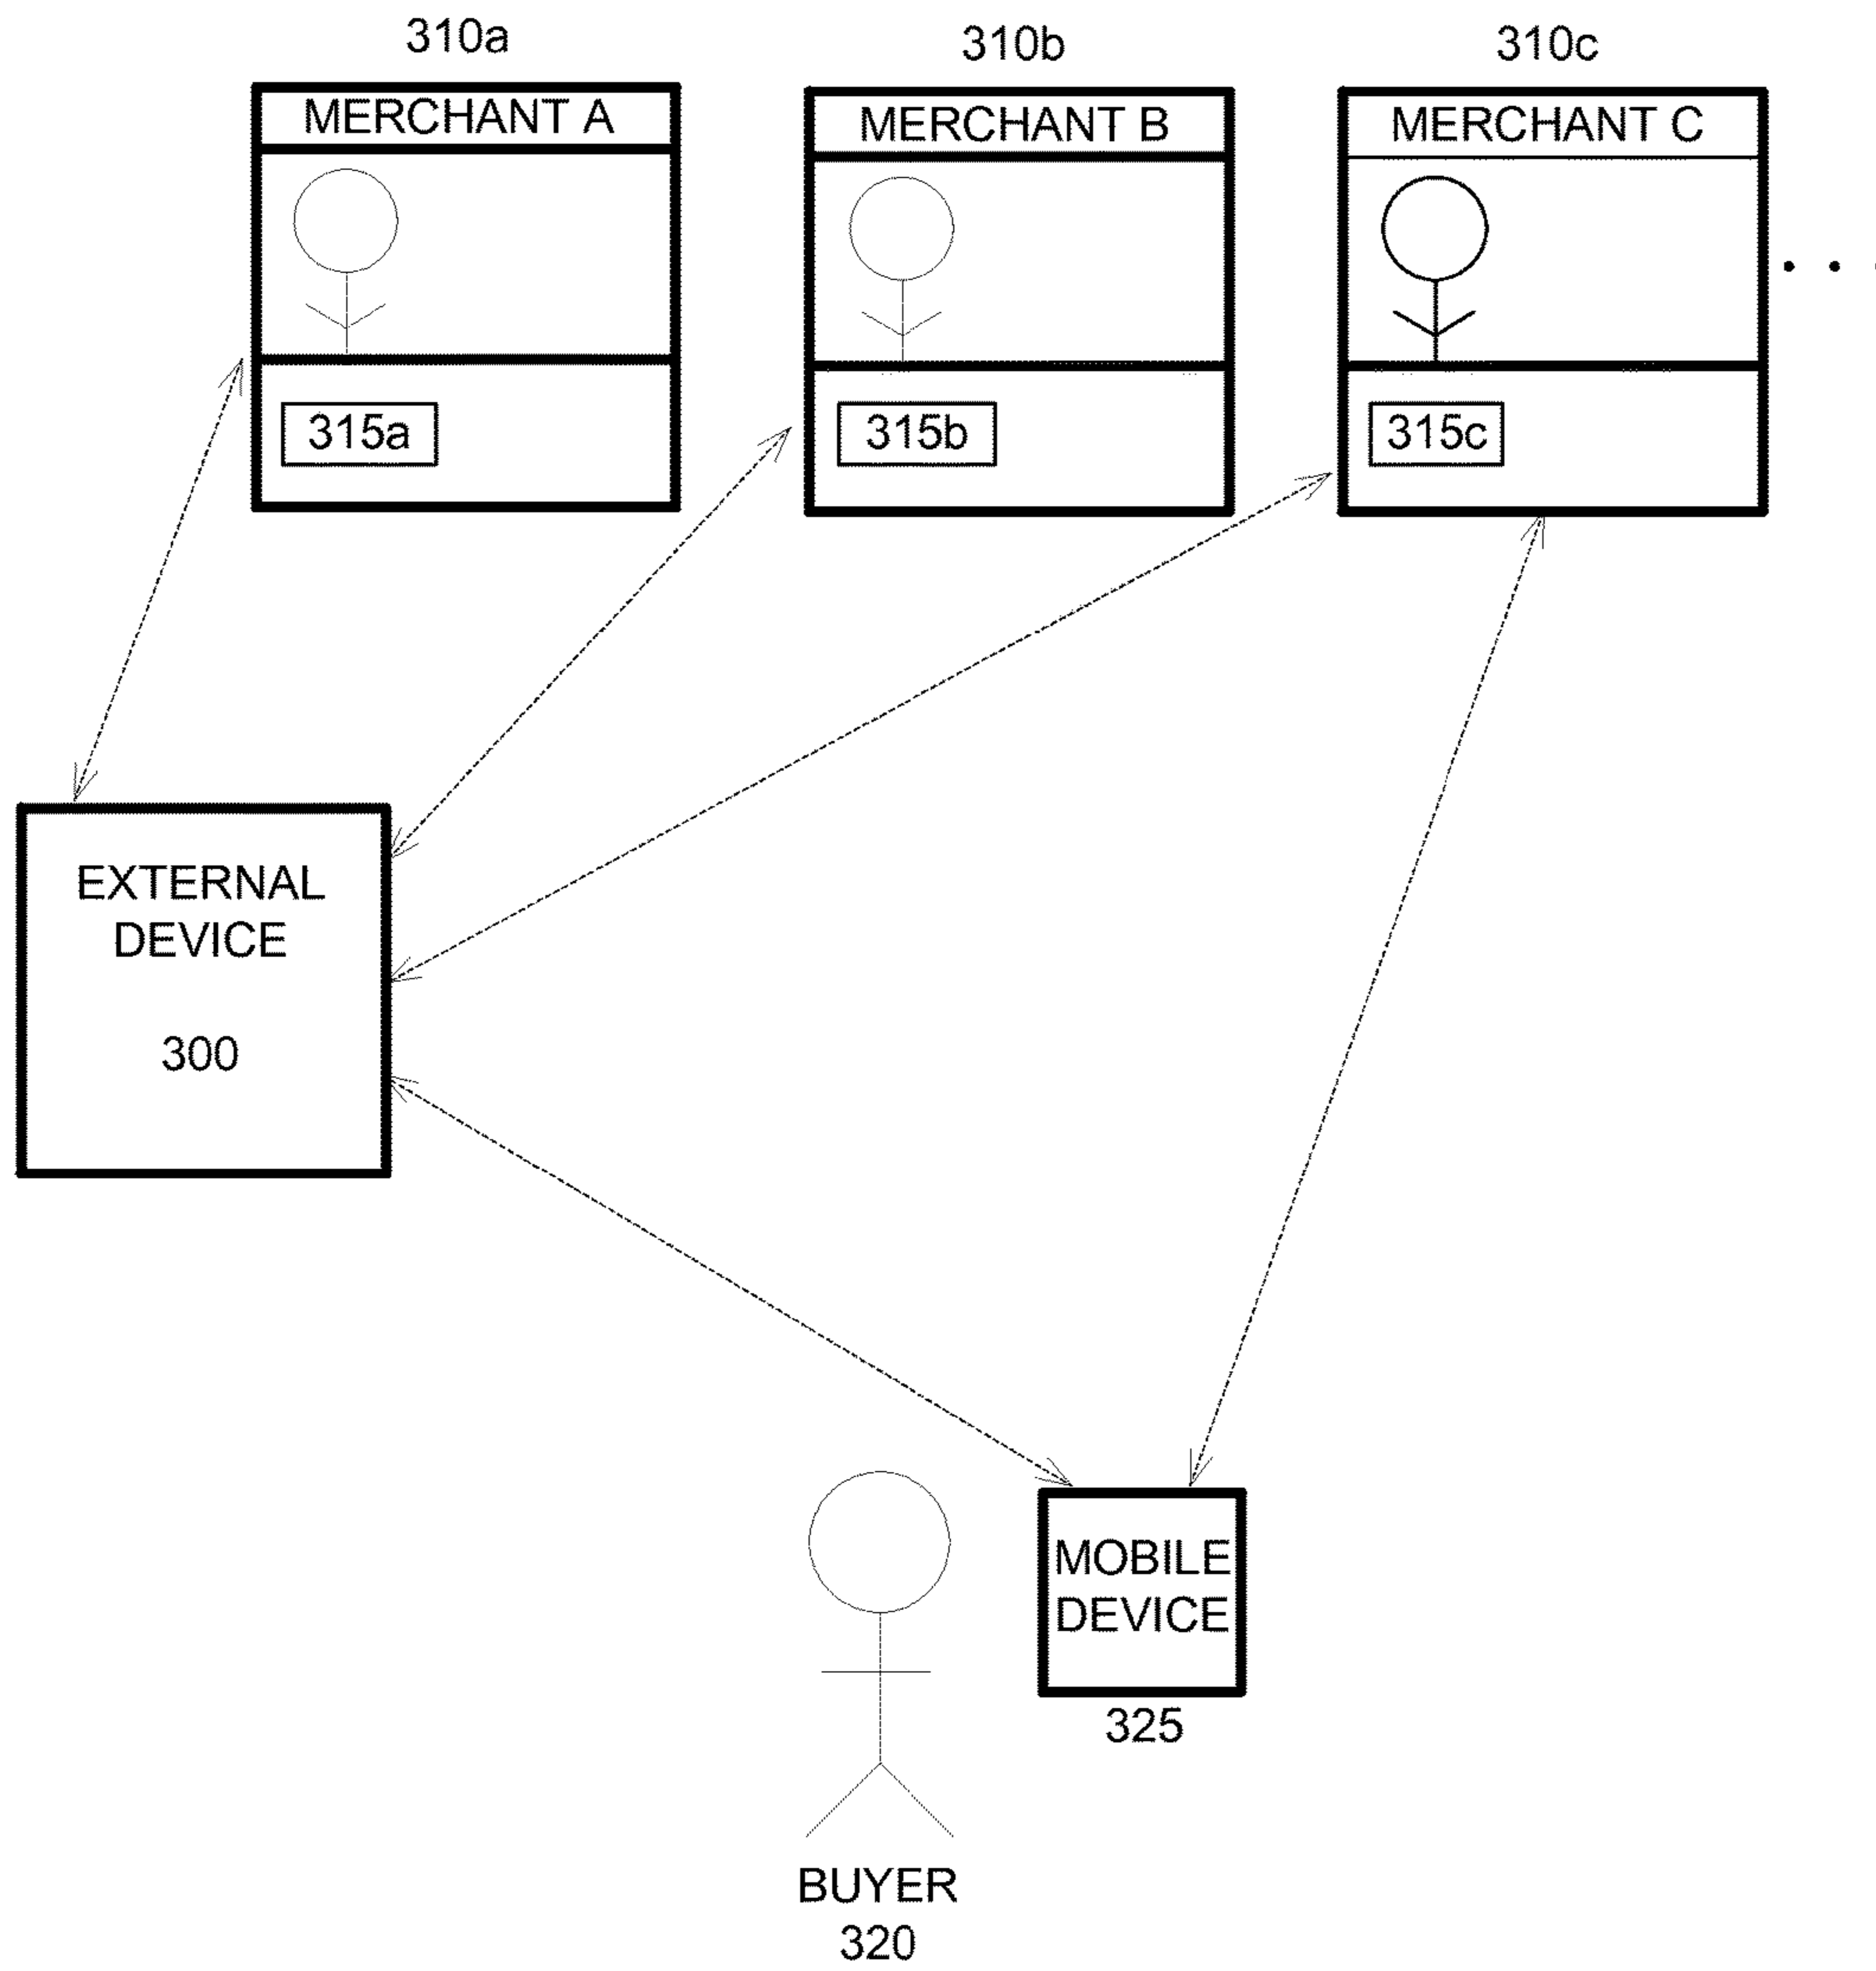 310a
310b
310c
MERCHANT A
MERCHANT B
MERCHANT C
315a
315b
315c
EXTERNAL
DEVICE
300
MOBILE
DEVICE
325
BUYER
320